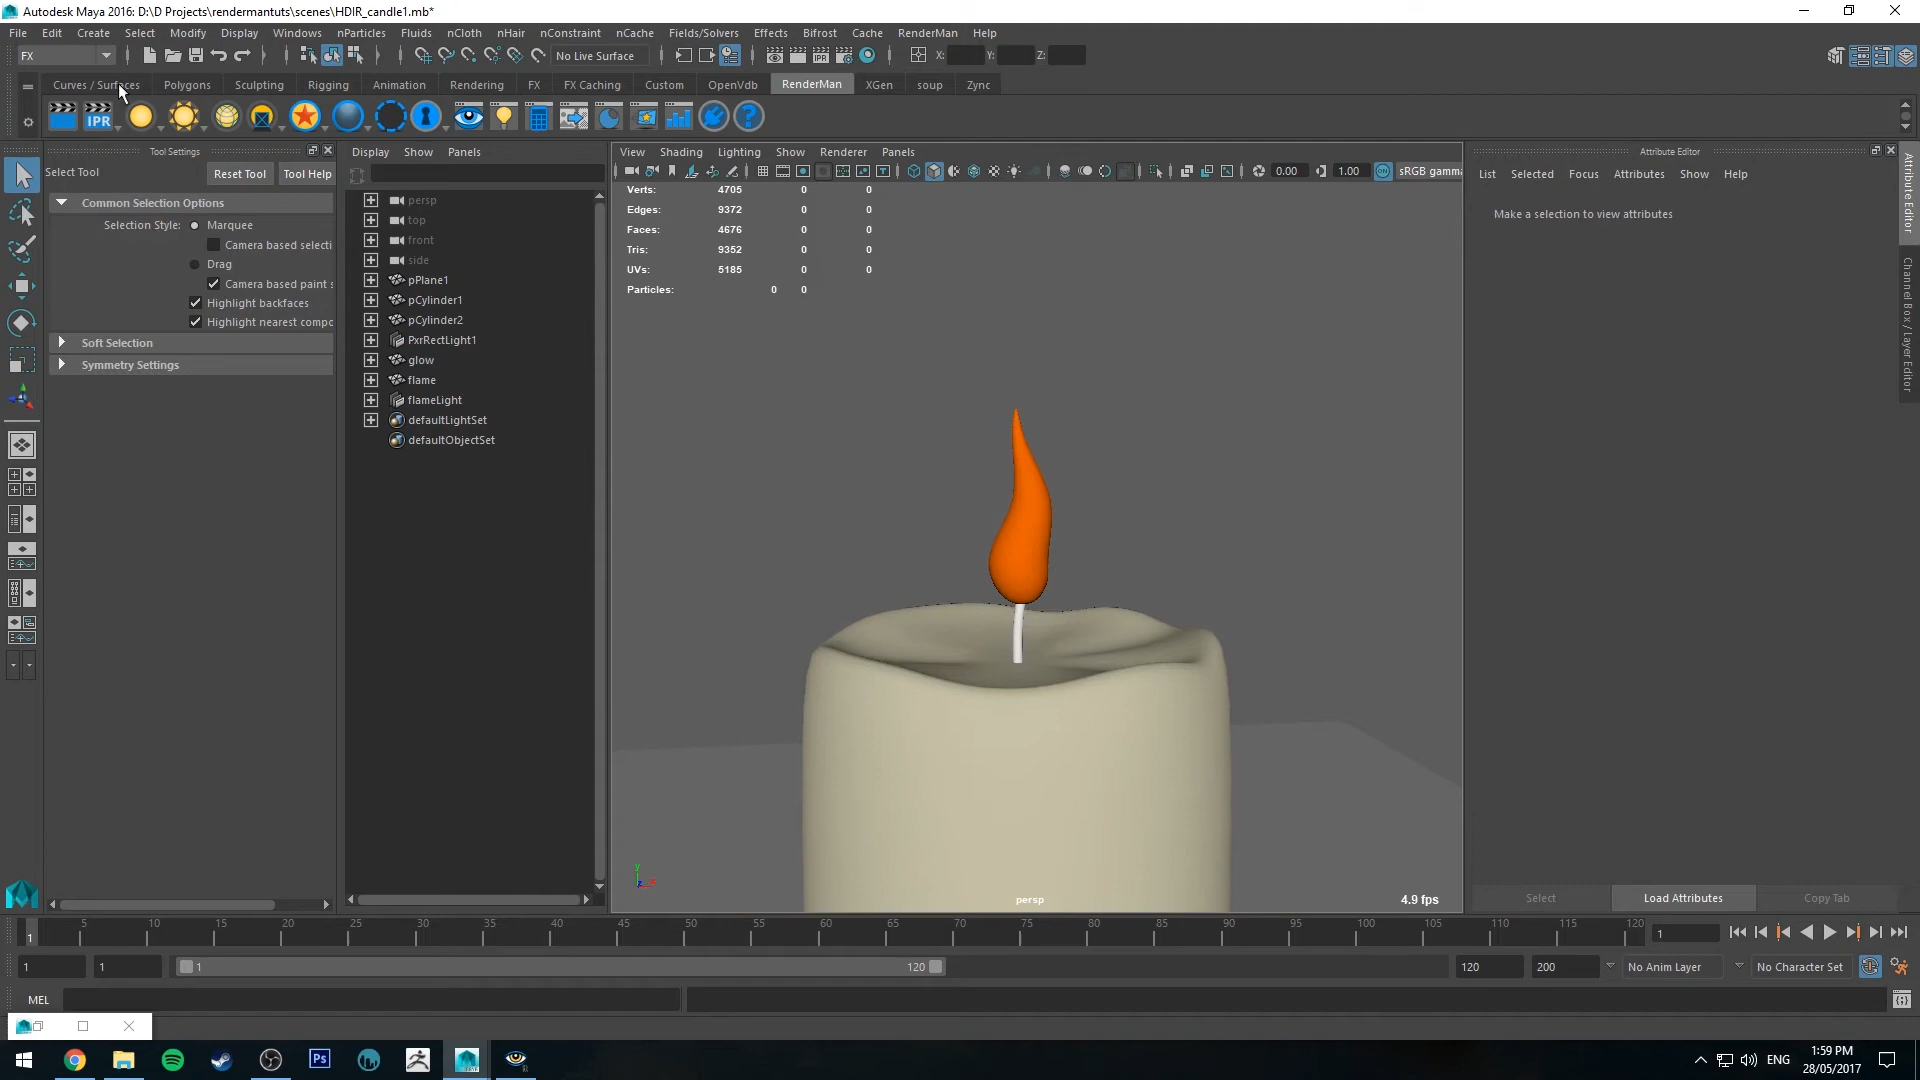 Autodesk Maya 2016: D:\D Projects\rendermantuts\scenes\HDIR_candle1.mb*
File Edit Create Select Modify Display Windows nParticles Fluids nCloth nHair nConstraint nCache Fields/Solvers Effects Bifrost Cache RenderMan Help
FX No Live Surface X: Y: Z:
Curves / Surfaces Polygons Sculpting Rigging Animation Rendering FX FX Caching Custom OpenVdb RenderMan XGen soup Zync
IPR
Tool Settings
Select Tool Reset Tool Tool Help
Common Selection Options
Selection Style: Marquee
Camera based selecti
Drag
Camera based paint s
Highlight backfaces
Highlight nearest compo
Soft Selection
Symmetry Settings
Display Show Panels
persp
top
front
side
pPlane1
pCylinder1
pCylinder2
PxrRectLight1
glow
flame
flameLight
defaultLightSet
defaultObjectSet
View Shading Lighting Show Renderer Panels
0.00 1.00 sRGB gamma
Verts: 4705 0 0
Edges: 9372 0 0
Faces: 4676 0 0
Tris: 9352 0 0
UVs: 5185 0 0
Particles: 0 0
persp
4.9 fps
Attribute Editor
List Selected Focus Attributes Show Help
Make a selection to view attributes
Select Load Attributes Copy Tab
Attribute Editor
Channel Box / Layer Editor
1 5 10 15 20 25 30 35 40 45 50 55 60 65 70 75 80 85 90 95 100 105 110 115 120 1
1 1 1 120 120 200 No Anim Layer No Character Set
MEL
Ps
ENG
1:59 PM
28/05/2017